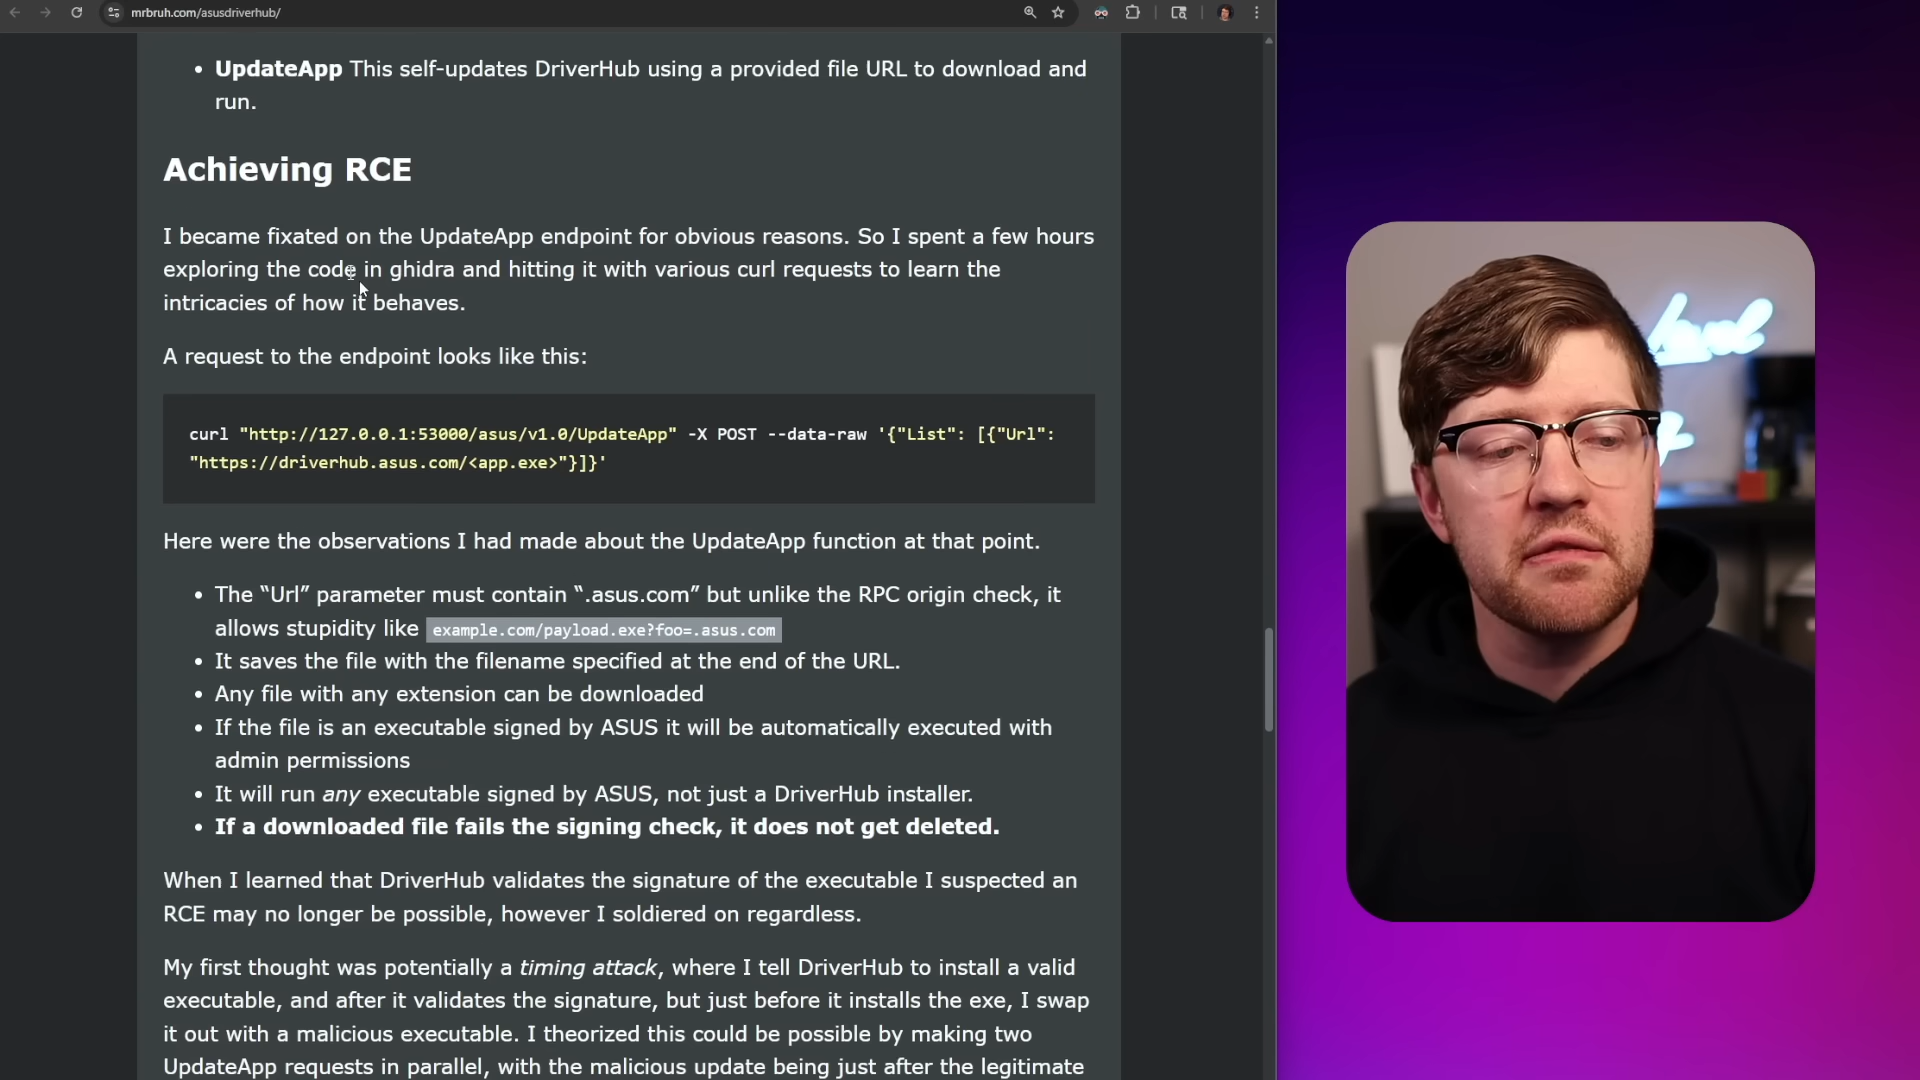 mrbruh.com/asusdriverhub/
• UpdateApp This self-updates DriverHub using a provided file URL to download and
run.
Achieving RCE
I became fixated on the UpdateApp endpoint for obvious reasons. So I spent a few hours
exploring the code in ghidra and hitting it with various curl requests to learn the
intricacies of how it behaves.
A request to the endpoint looks like this:
curl "http://127.0.0.1:53000/asus/v1.0/UpdateApp" -X POST --data-raw '{"List": [{"Url":
"https://driverhub.asus.com/<app.exe>"}]}'
Here were the observations I had made about the UpdateApp function at that point.
• The “Url” parameter must contain “.asus.com” but unlike the RPC origin check, it
allows stupidity like example.com/payload.exe?foo=.asus.com
• It saves the file with the filename specified at the end of the URL.
• Any file with any extension can be downloaded
• If the file is an executable signed by ASUS it will be automatically executed with
admin permissions
• It will run any executable signed by ASUS, not just a DriverHub installer.
• If a downloaded file fails the signing check, it does not get deleted.
When I learned that DriverHub validates the signature of the executable I suspected an
RCE may no longer be possible, however I soldiered on regardless.
My first thought was potentially a timing attack, where I tell DriverHub to install a valid
executable, and after it validates the signature, but just before it installs the exe, I swap
it out with a malicious executable. I theorized this could be possible by making two
UpdateApp requests in parallel, with the malicious update being just after the legitimate